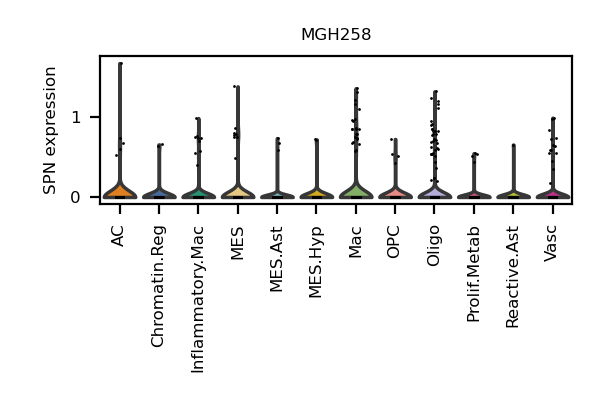 MGH258
SPN expression
1
0
AC
Chromatin.Reg
Inflammatory.Mac
MES
MES.Ast
MES.Hyp
Mac
OPC
Oligo
Prolif.Metab
Reactive.Ast
Vasc